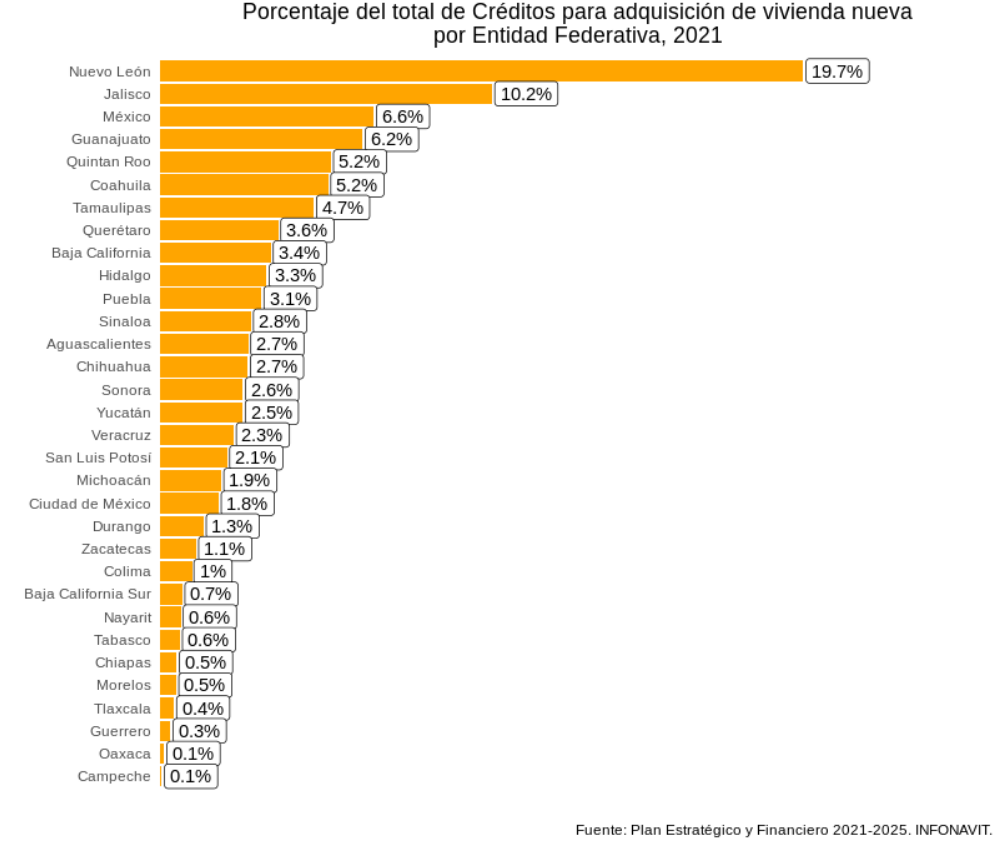 Porcentaje del total de Créditos para adquisición de vivienda nueva
por Entidad Federativa, 2021
Nuevo León 19.7%
Jalisco 10.2%
México 6.6%
Guanajuato 6.2%
Quintan Roo 5.2%
Coahuila 5.2%
Tamaulipas 4.7%
Querétaro 3.6%
Baja California 3.4%
Hidalgo 3.3%
Puebla 3.1%
Sinaloa 2.8%
Aguascalientes 2.7%
Chihuahua 2.7%
Sonora 2.6%
Yucatán 2.5%
Veracruz 2.3%
San Luis Potosí 2.1%
Michoacán 1.9%
Ciudad de México 1.8%
Durango 1.3%
Zacatecas 1.1%
Colima 1%
Baja California Sur 0.7%
Nayarit 0.6%
Tabasco 0.6%
Chiapas 0.5%
Morelos 0.5%
Tlaxcala 0.4%
Guerrero 0.3%
Oaxaca 0.1%
Campeche 0.1%
Fuente: Plan Estratégico y Financiero 2021-2025. INFONAVIT.